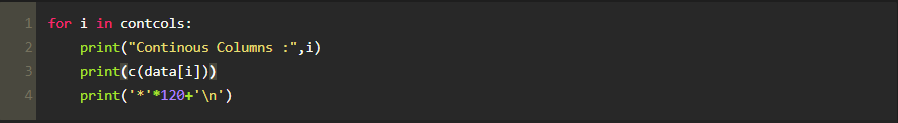 1 for i in contcols:
2     print("Continous Columns :",i)
3     print(c(data[i]))
4     print('*'*120+'\n')